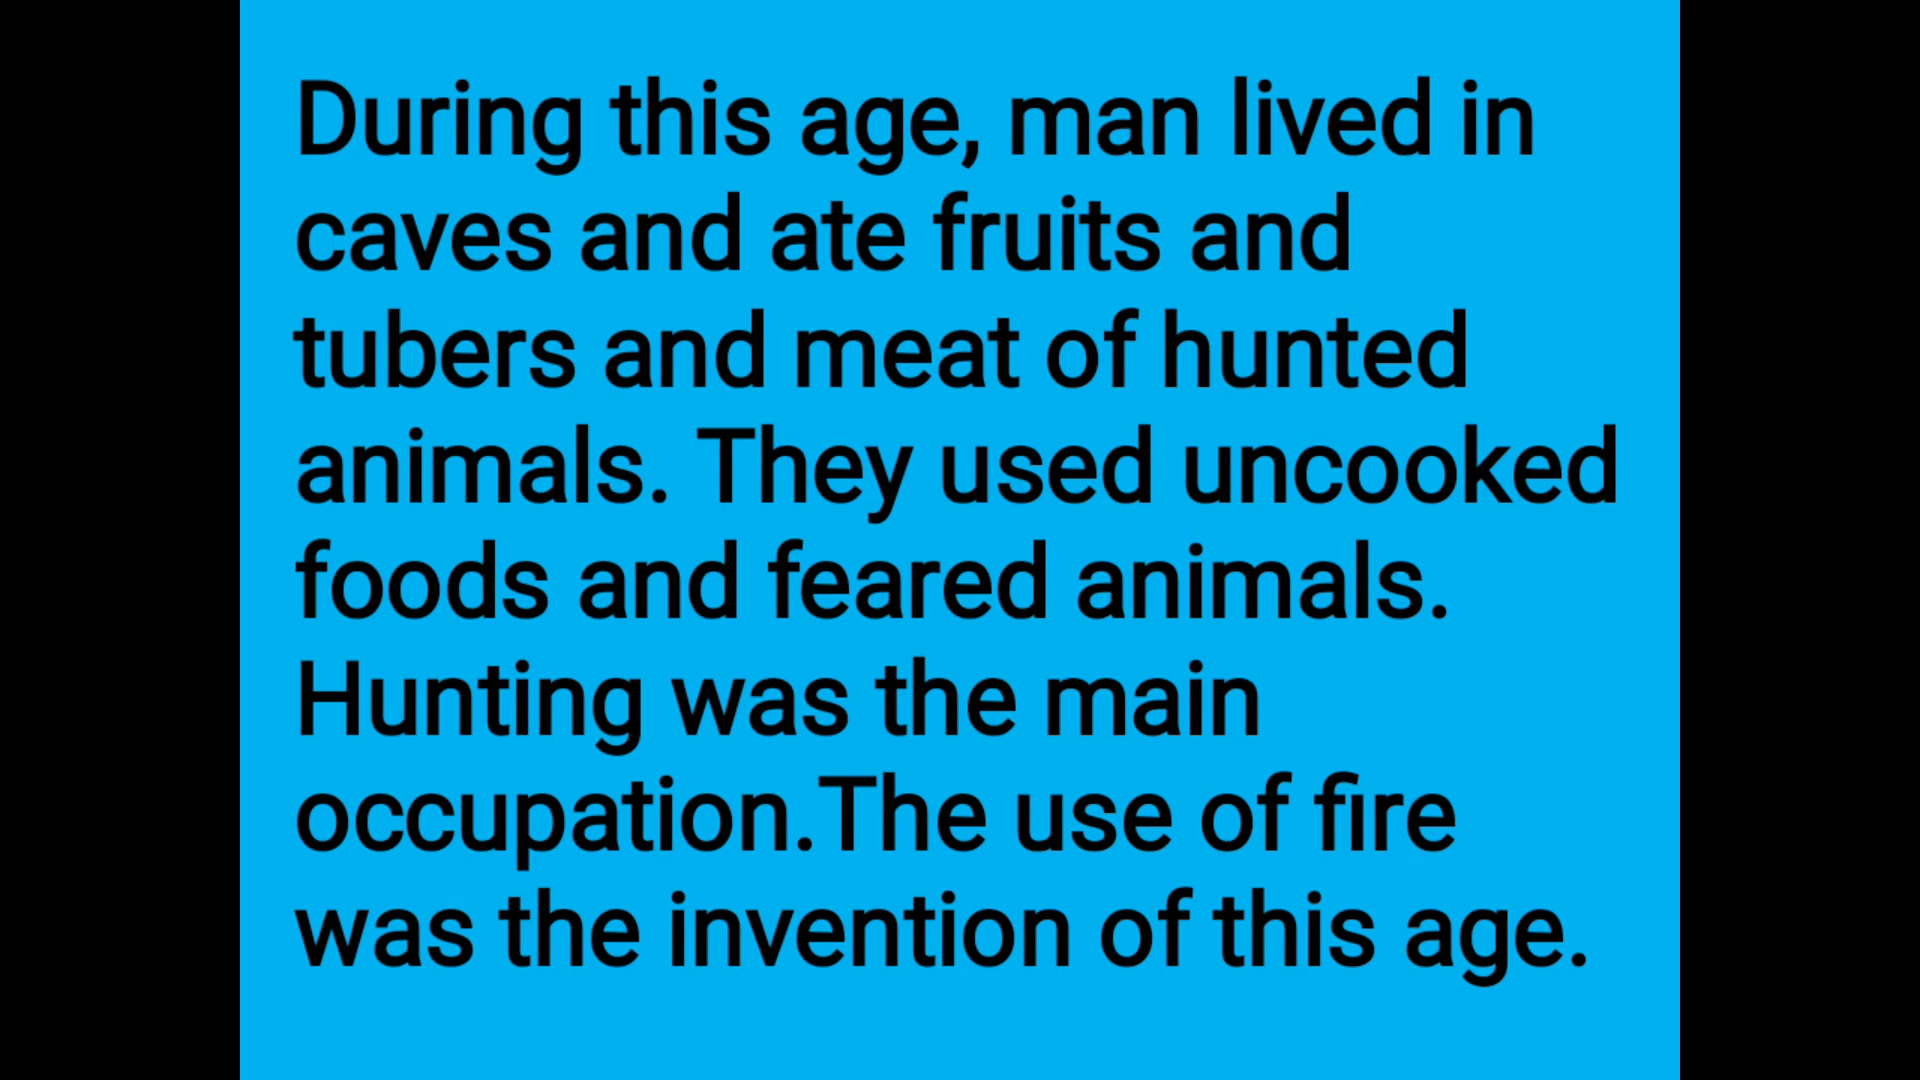 During this age, man lived in
caves and ate fruits and
tubers and meat of hunted
animals. They used uncooked
foods and feared animals.
Hunting was the main
occupation.The use of fire
was the invention of this age.